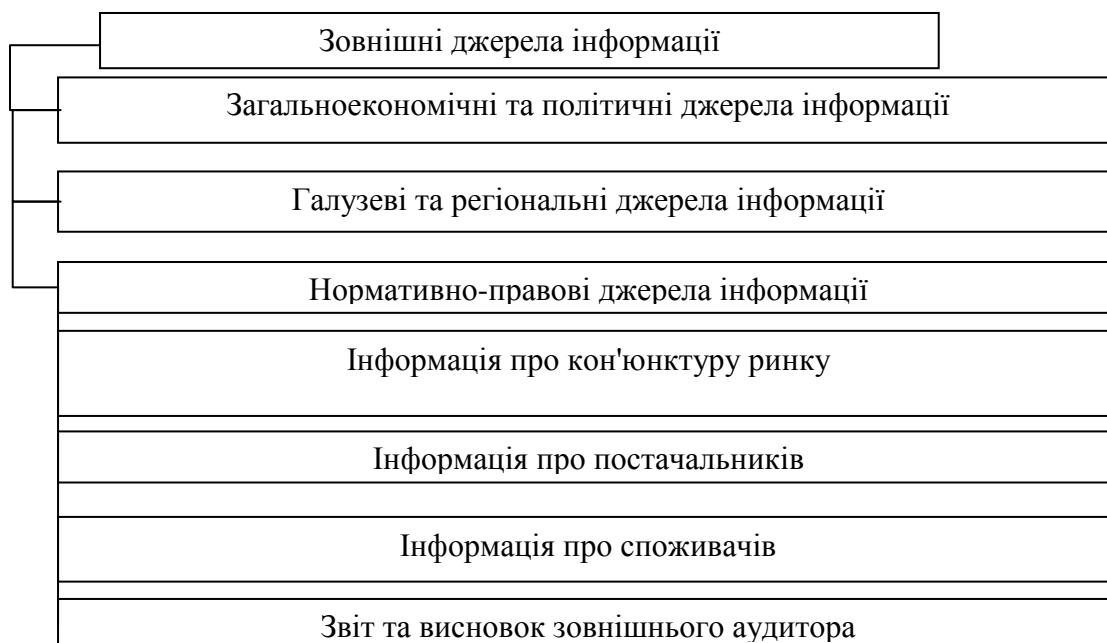 Зовнішні джерела інформації
Загальноекономічні та політичні джерела інформації
Галузеві та регіональні джерела інформації
Нормативно-правові джерела інформації
Інформація про кон'юнктуру ринку
Інформація про постачальників
Інформація про споживачів
Звіт та висновок зовнішнього аудитора